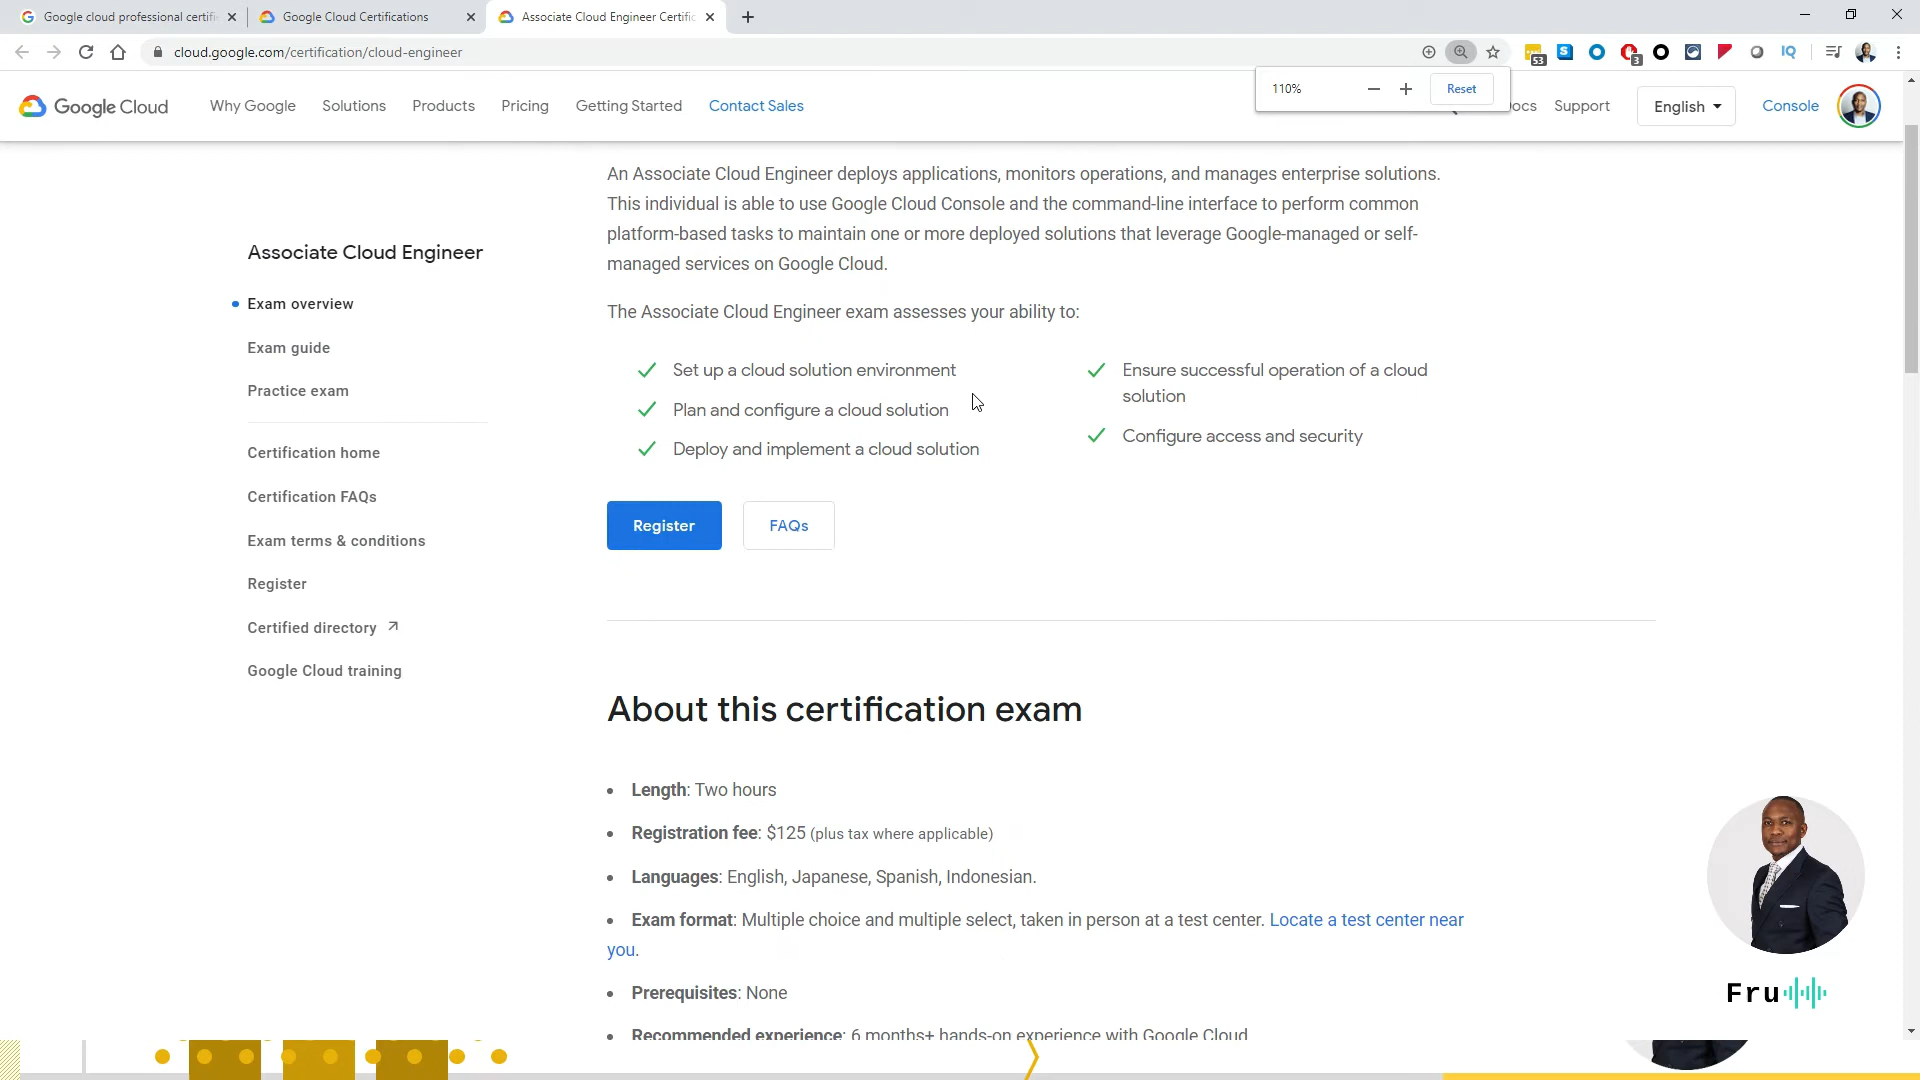 Google cloud professional certific
Google Cloud Certifications
Associate Cloud Engineer Certific
cloud.google.com/certification/cloud-engineer
53
S
3
IQ
110%
Reset
Google Cloud
Why Google
Solutions
Products
Pricing
Getting Started
Contact Sales
ocs
Support
English
Console
An Associate Cloud Engineer deploys applications, monitors operations, and manages enterprise solutions.
This individual is able to use Google Cloud Console and the command-line interface to perform common
platform-based tasks to maintain one or more deployed solutions that leverage Google-managed or self-
managed services on Google Cloud.
The Associate Cloud Engineer exam assesses your ability to:
Set up a cloud solution environment
Plan and configure a cloud solution
Deploy and implement a cloud solution
Ensure successful operation of a cloud
solution
Configure access and security
Register
FAQs
Associate Cloud Engineer
Exam overview
Exam guide
Practice exam
Certification home
Certification FAQs
Exam terms & conditions
Register
Certified directory
Google Cloud training
About this certification exam
Length: Two hours
Registration fee: $125 (plus tax where applicable)
Languages: English, Japanese, Spanish, Indonesian.
Exam format: Multiple choice and multiple select, taken in person at a test center. Locate a test center near
you.
Prerequisites: None
Recommended experience: 6 months+ hands-on experience with Google Cloud
Fru